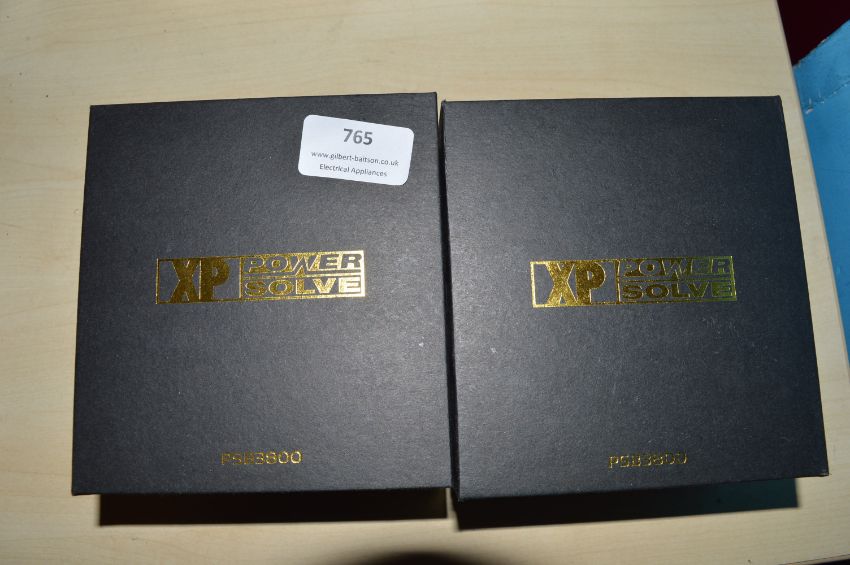 765
www.gilbert-baitson.co.uk
Electrical Appliances
XP POWER
SOLVE
PSB3800
XP POWER
SOLVE
PSB3800